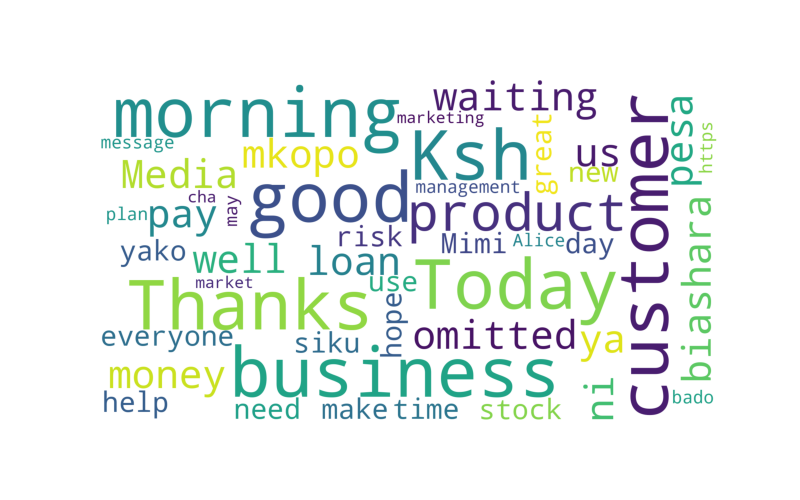 morning
waiting
marketing
message
mkopo
Ksh
great
us
new
pesa
https
customer
Media
cha
may
good
management
product
plan
pay
risk
Mimi
Alice
day
yako
well
loan
use
Today
biashara
market
Thanks
hope
omitted
ya
everyone
siku
business
money
ni
bado
help
need
make
time
stock